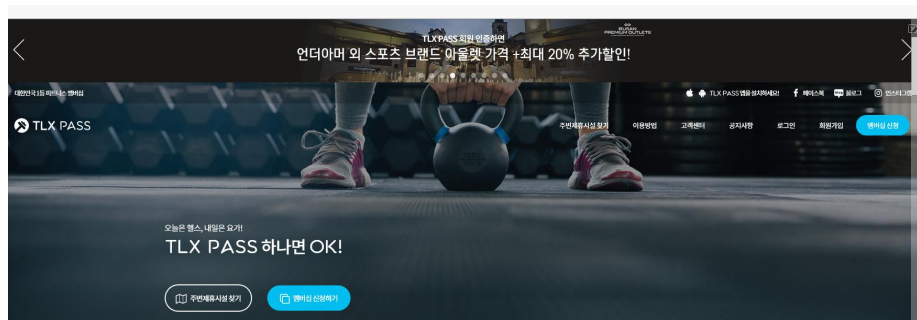 TLX PASS 회원 인증하면
BUSAN
PREMIUM OUTLETS
언더아머 외 스포츠 브랜드 아울렛 가격 +최대 20% 추가할인!
대한민국 1등 피트니스 멤버십
TLX PASS 앱을 설치하세요!
페이스북
블로그
인스타그램
TLX PASS
주변제휴시설 찾기
이용방법
고객센터
공지사항
로그인
회원가입
멤버십 신청
오늘은 헬스, 내일은 요가!
TLX PASS 하나면 OK!
주변제휴시설 찾기
멤버십 신청하기